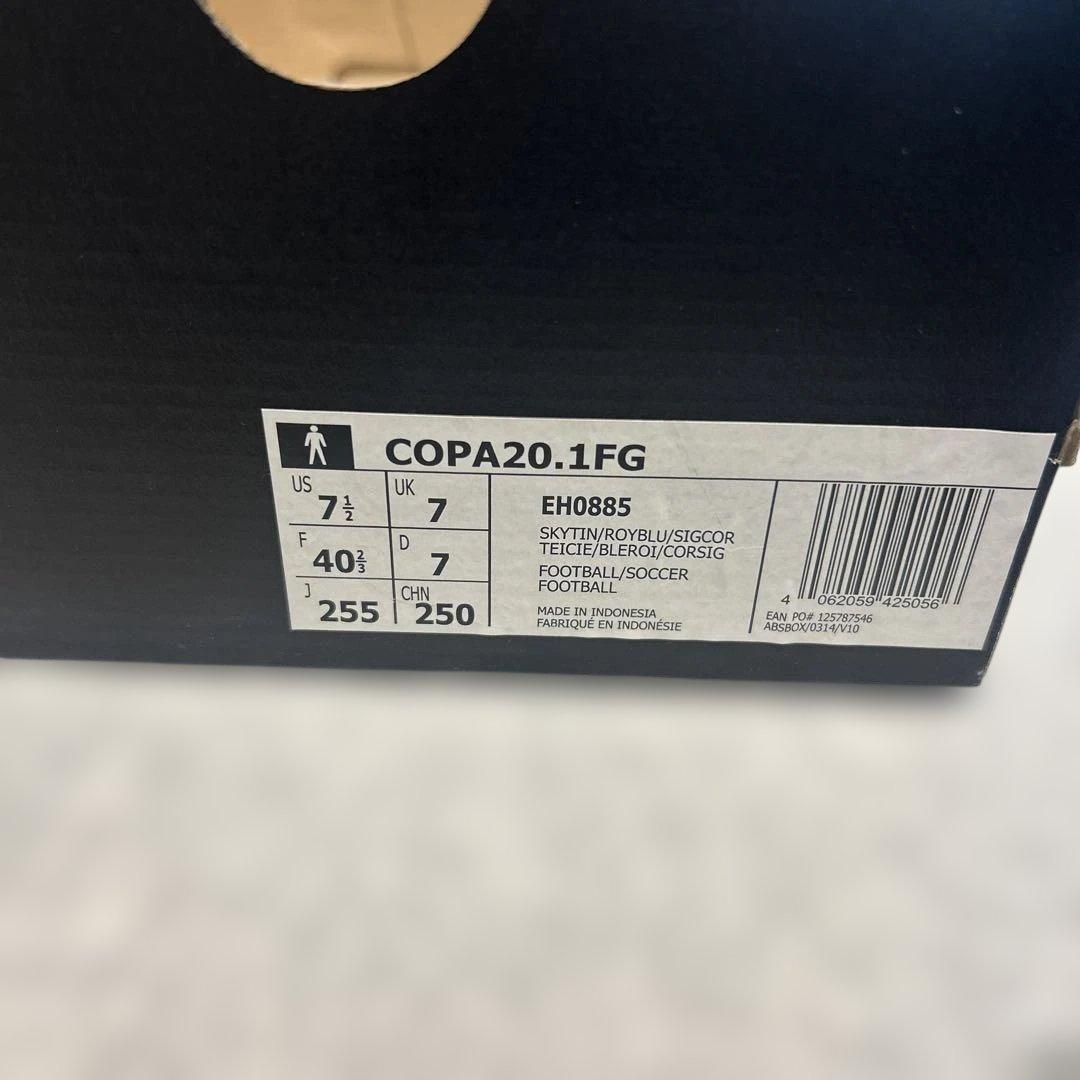 COPA20.1FG
US 7½ UK 7
F 40⅔ D 7
J 255 CHN 250
EH0885
SKYTIN/ROYBLU/SIGCOR
TEICIE/BLEROI/CORSIG
FOOTBALL/SOCCER
FOOTBALL
MADE IN INDONESIA
FABRIQUÉ EN INDONÉSIE
4 062059 425056
EAN PO# 125787546
ABSBOX/0314/V10